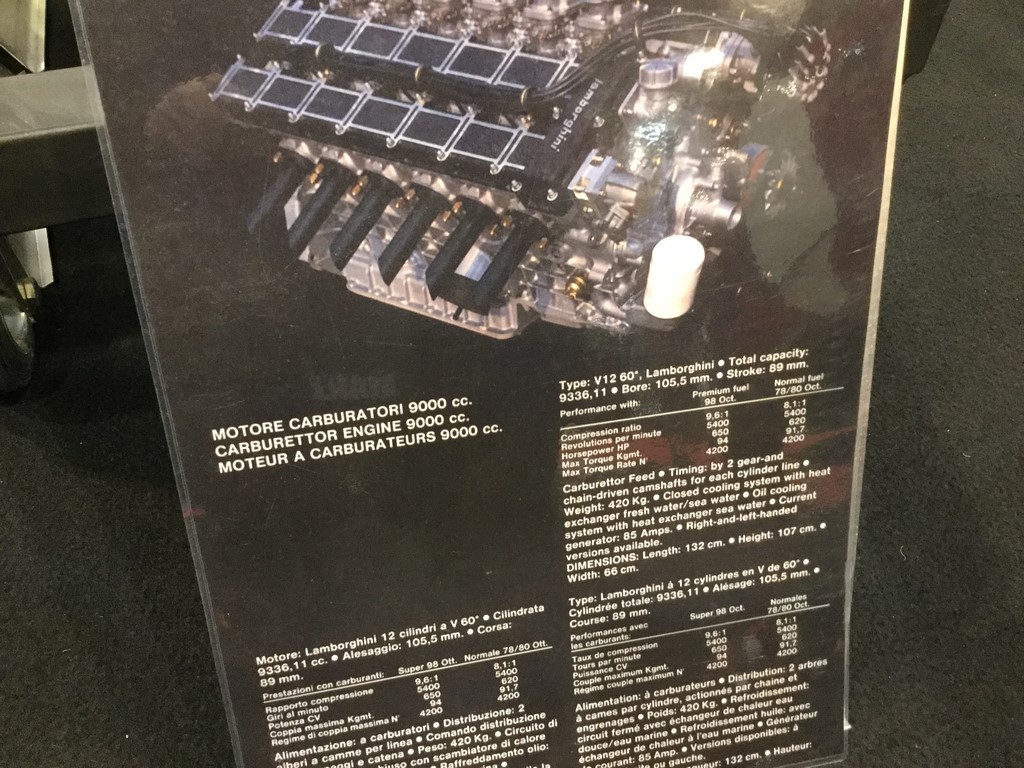 lamborghini
MOTORE CARBURATORI 9000 cc.
CARBURETTOR ENGINE 9000 cc.
MOTEUR A CARBURATEURS 9000 cc.
Type: V12 60°, Lamborghini ● Total capacity:
9336,11 ● Bore: 105,5 mm. ● Stroke: 89 mm.
Performance with: Premium fuel 98 Oct. Normal fuel 78/80 Oct.
Compression ratio 9,6:1 8,1:1
Revolutions per minute 5400 5400
Horsepower HP 650 620
Max Torque Kgmt. 94 91,7
Max Torque Rate N° 4200 4200
Carburettor Feed ● Timing: by 2 gear-and
chain-driven camshafts for each cylinder line ●
Weight: 420 Kg. ● Closed cooling system with heat
exchanger fresh water/sea water ● Oil cooling
system with heat exchanger sea water ● Current
generator: 85 Amps. ● Right-and-left-handed
versions available.
DIMENSIONS: Length: 132 cm. ● Height: 107 cm. ●
Width: 66 cm.
Type: Lamborghini à 12 cylindres en V de 60° ●
Cylindrée totale: 9336,11 ● Alésage: 105,5 mm. ●
Course: 89 mm.
Performances avec les carburants: Super 98 Oct. Normales 78/80 Oct.
Taux de compression 9,6:1 8,1:1
Tours par minute 5400 5400
Puissance CV 650 620
Couple maximum Kgmt. 94 91,7
Régime couple maximum N° 4200 4200
Alimentation: à carburateurs ● Distribution: 2 arbres
à cames par cylindre, actionnés par chaine et
engrenages ● Poids: 420 Kg. ● Refroidissement:
circuit fermé avec échangeur de chaleur eau
douce/eau marine ● Refroidissement huile: avec
échangeur de chaleur à l'eau marine ● Générateur
de courant: 85 Amp. ● Versions disponibles: à
ite ou gauche.
ueur: 132 cm. ● Hauteur:
Motore: Lamborghini 12 cilindri a V 60° ● Cilindrata
9336,11 cc. ● Alesaggio: 105,5 mm. ● Corsa:
89 mm.
Prestazioni con carburanti: Super 98 Ott. Normale 78/80 Ott.
Rapporto compressione 9,6:1 8,1:1
Giri al minuto 5400 5400
Potenza CV 650 620
Coppia massima Kgmt. 94 91,7
Regime di coppia massima N° 4200 4200
Alimentazione: a carburatori ● Distribuzione: 2
alberi a camme per linea ● Comando distribuzione
aggi e catena ● Peso: 420 Kg. ● Circuito di
iuso con scambiatore di calore
● Raffreddamento olio: